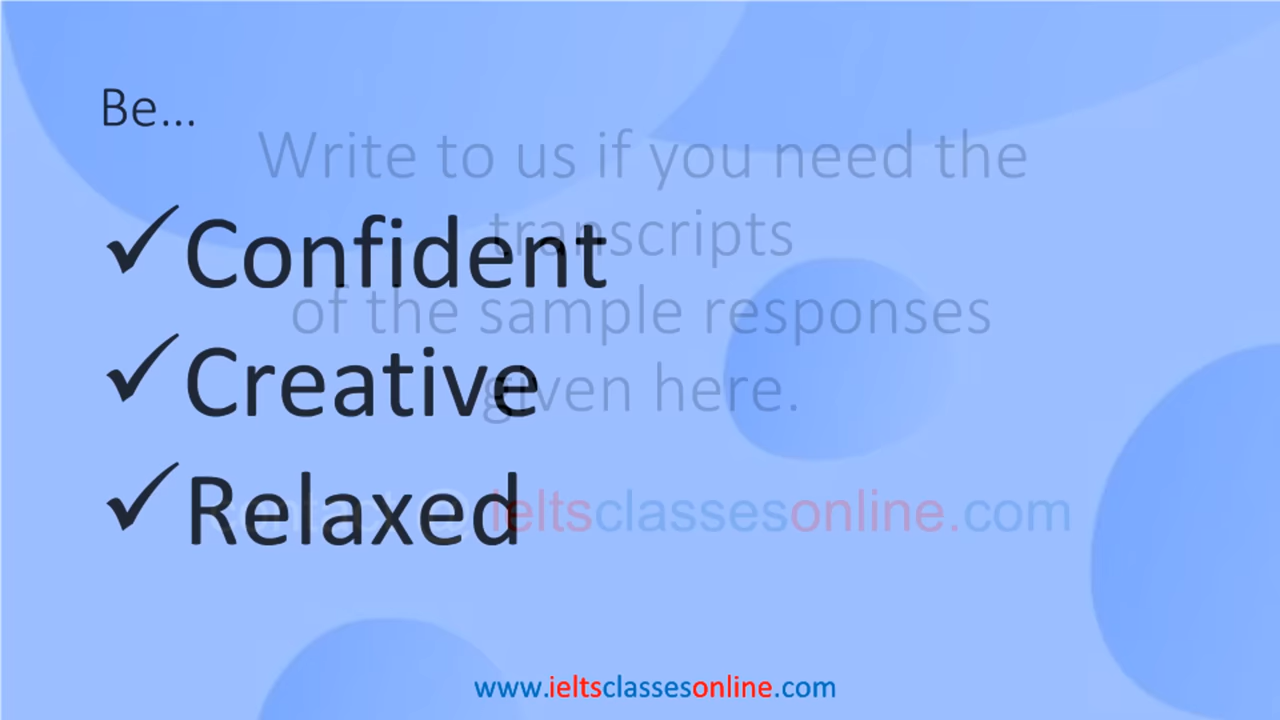 Be...
Write to us if you need the
transcripts
✓Confident
of the sample responses
✓Creative
given here.
✓Relaxed
ieltsclassesonline.com
www.ieltsclassesonline.com